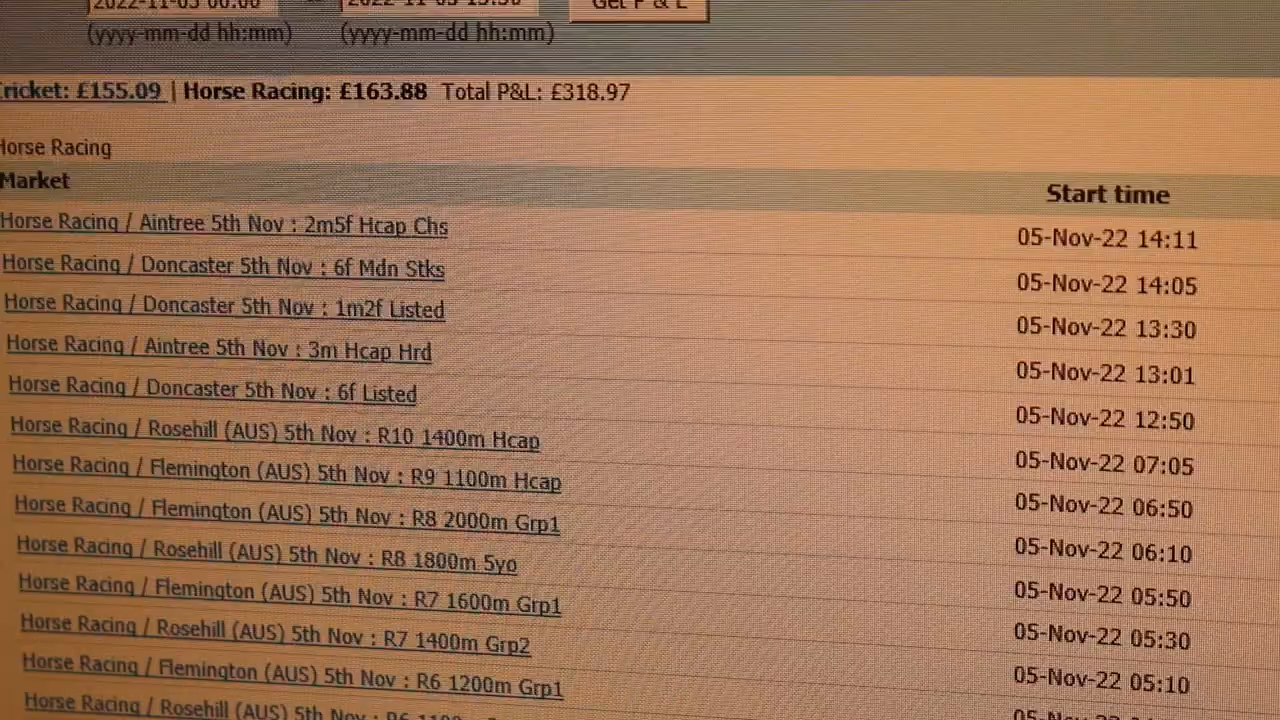 (yyyy-mm-dd hh:mm) (yyyy-mm-dd hh:mm)
£155.09 | Horse Racing: £163.88 Total P&L: £318.97
Horse Racing
Market Start time
Horse Racing / Aintree 5th Nov : 2m5f Hcap Chs 05-Nov-22 14:11
Horse Racing / Doncaster 5th Nov : 6f Mdn Stks 05-Nov-22 14:05
Horse Racing / Doncaster 5th Nov : 1m2f Listed 05-Nov-22 13:30
Horse Racing / Aintree 5th Nov : 3m Hcap Hrd 05-Nov-22 13:01
Horse Racing / Doncaster 5th Nov : 6f Listed 05-Nov-22 12:50
Horse Racing / Rosehill (AUS) 5th Nov : R10 1400m Hcap 05-Nov-22 07:05
Horse Racing / Flemington (AUS) 5th Nov : R9 1100m Hcap 05-Nov-22 06:50
Horse Racing / Flemington (AUS) 5th Nov : R8 2000m Grp1 05-Nov-22 06:10
Horse Racing / Rosehill (AUS) 5th Nov : R8 1800m 5yo 05-Nov-22 05:50
Horse Racing / Flemington (AUS) 5th Nov : R7 1600m Grp1 05-Nov-22 05:30
Horse Racing / Rosehill (AUS) 5th Nov : R7 1400m Grp2 05-Nov-22 05:10
Horse Racing / Flemington (AUS) 5th Nov : R6 1200m Grp1
Horse Racing / Rosehill (AUS) 5th Nov : R6